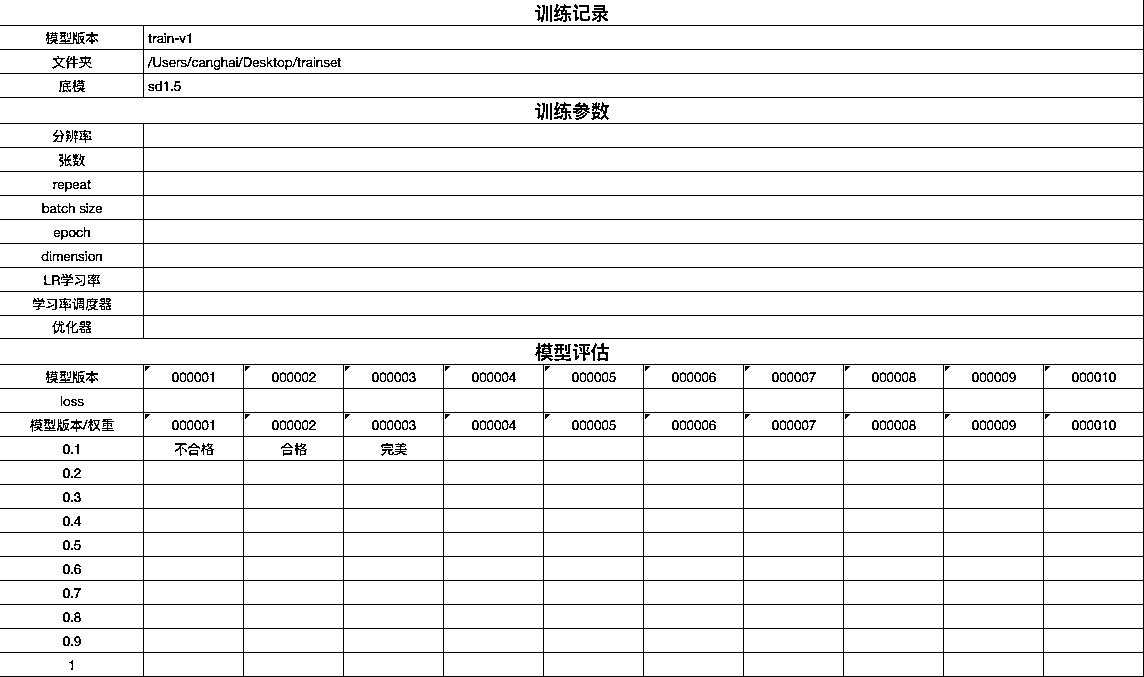 训练记录
模型版本 train-v1
文件夹 /Users/canghai/Desktop/trainset
底模 sd1.5
训练参数
分辨率
张数
repeat
batch size
epoch
dimension
LR学习率
学习率调度器
优化器
模型评估
模型版本 000001 000002 000003 000004 000005 000006 000007 000008 000009 000010
loss
模型版本/权重 000001 000002 000003 000004 000005 000006 000007 000008 000009 000010
0.1 不合格 合格 完美
0.2
0.3
0.4
0.5
0.6
0.7
0.8
0.9
1